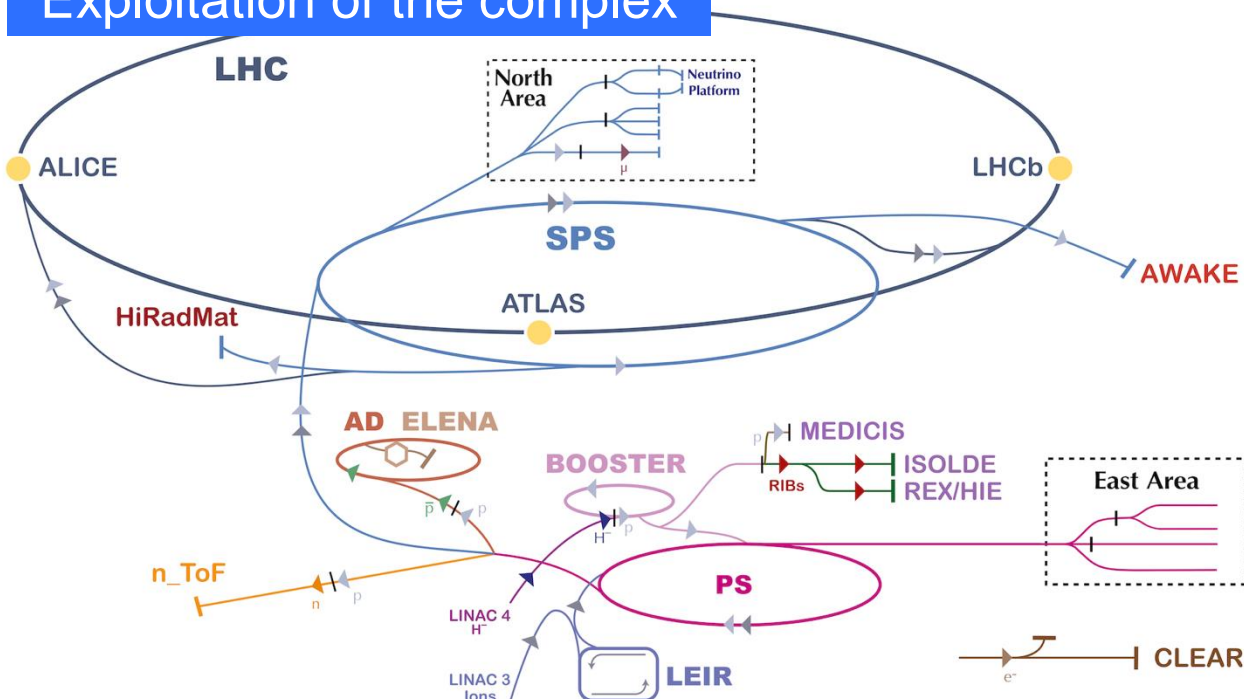 Exploitation of the complex
LHC
North
Area
Neutrino
Platform
μ
ALICE
LHCb
SPS
AWAKE
ATLAS
HiRadMat
AD ELENA
p̅
p
BOOSTER
H⁻
p
p
MEDICIS
RIBs
ISOLDE
REX/HIE
East Area
n_ToF
n
p
PS
LINAC 4
H⁻
LINAC 3
Ions
LEIR
CLEAR
e⁻